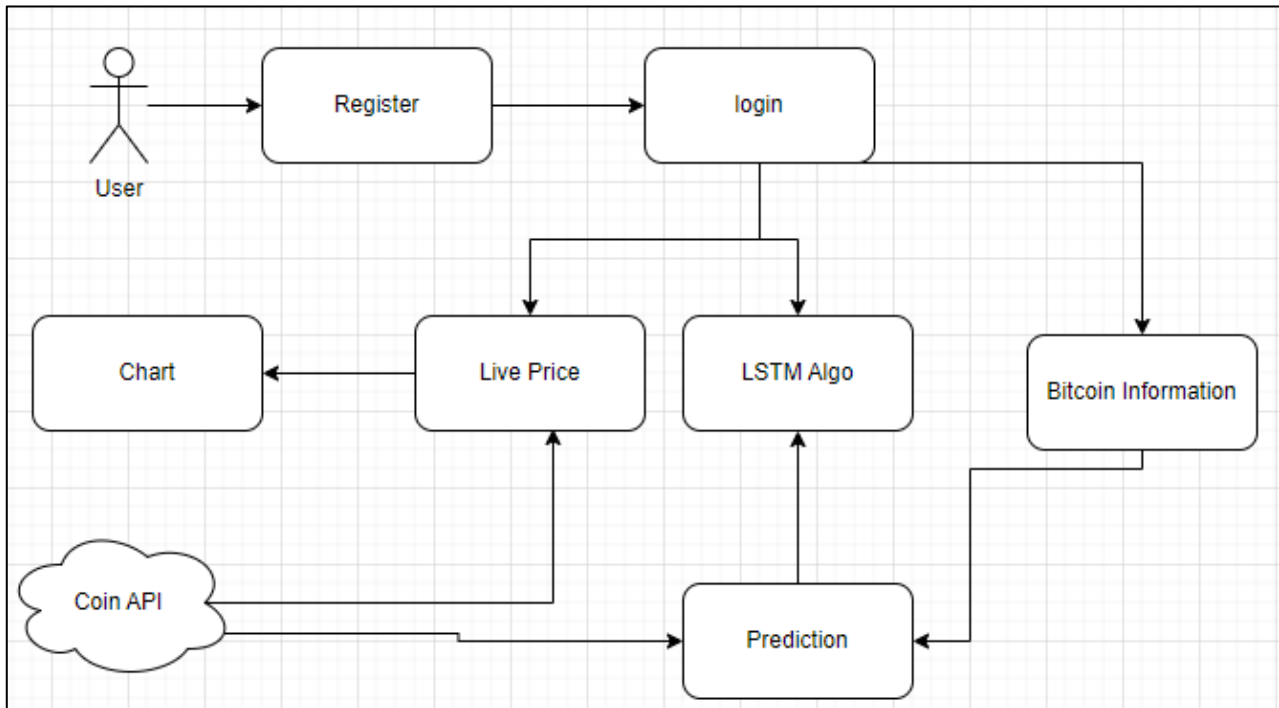 Register
login
User
Chart
Live Price
LSTM Algo
Bitcoin Information
Coin API
Prediction